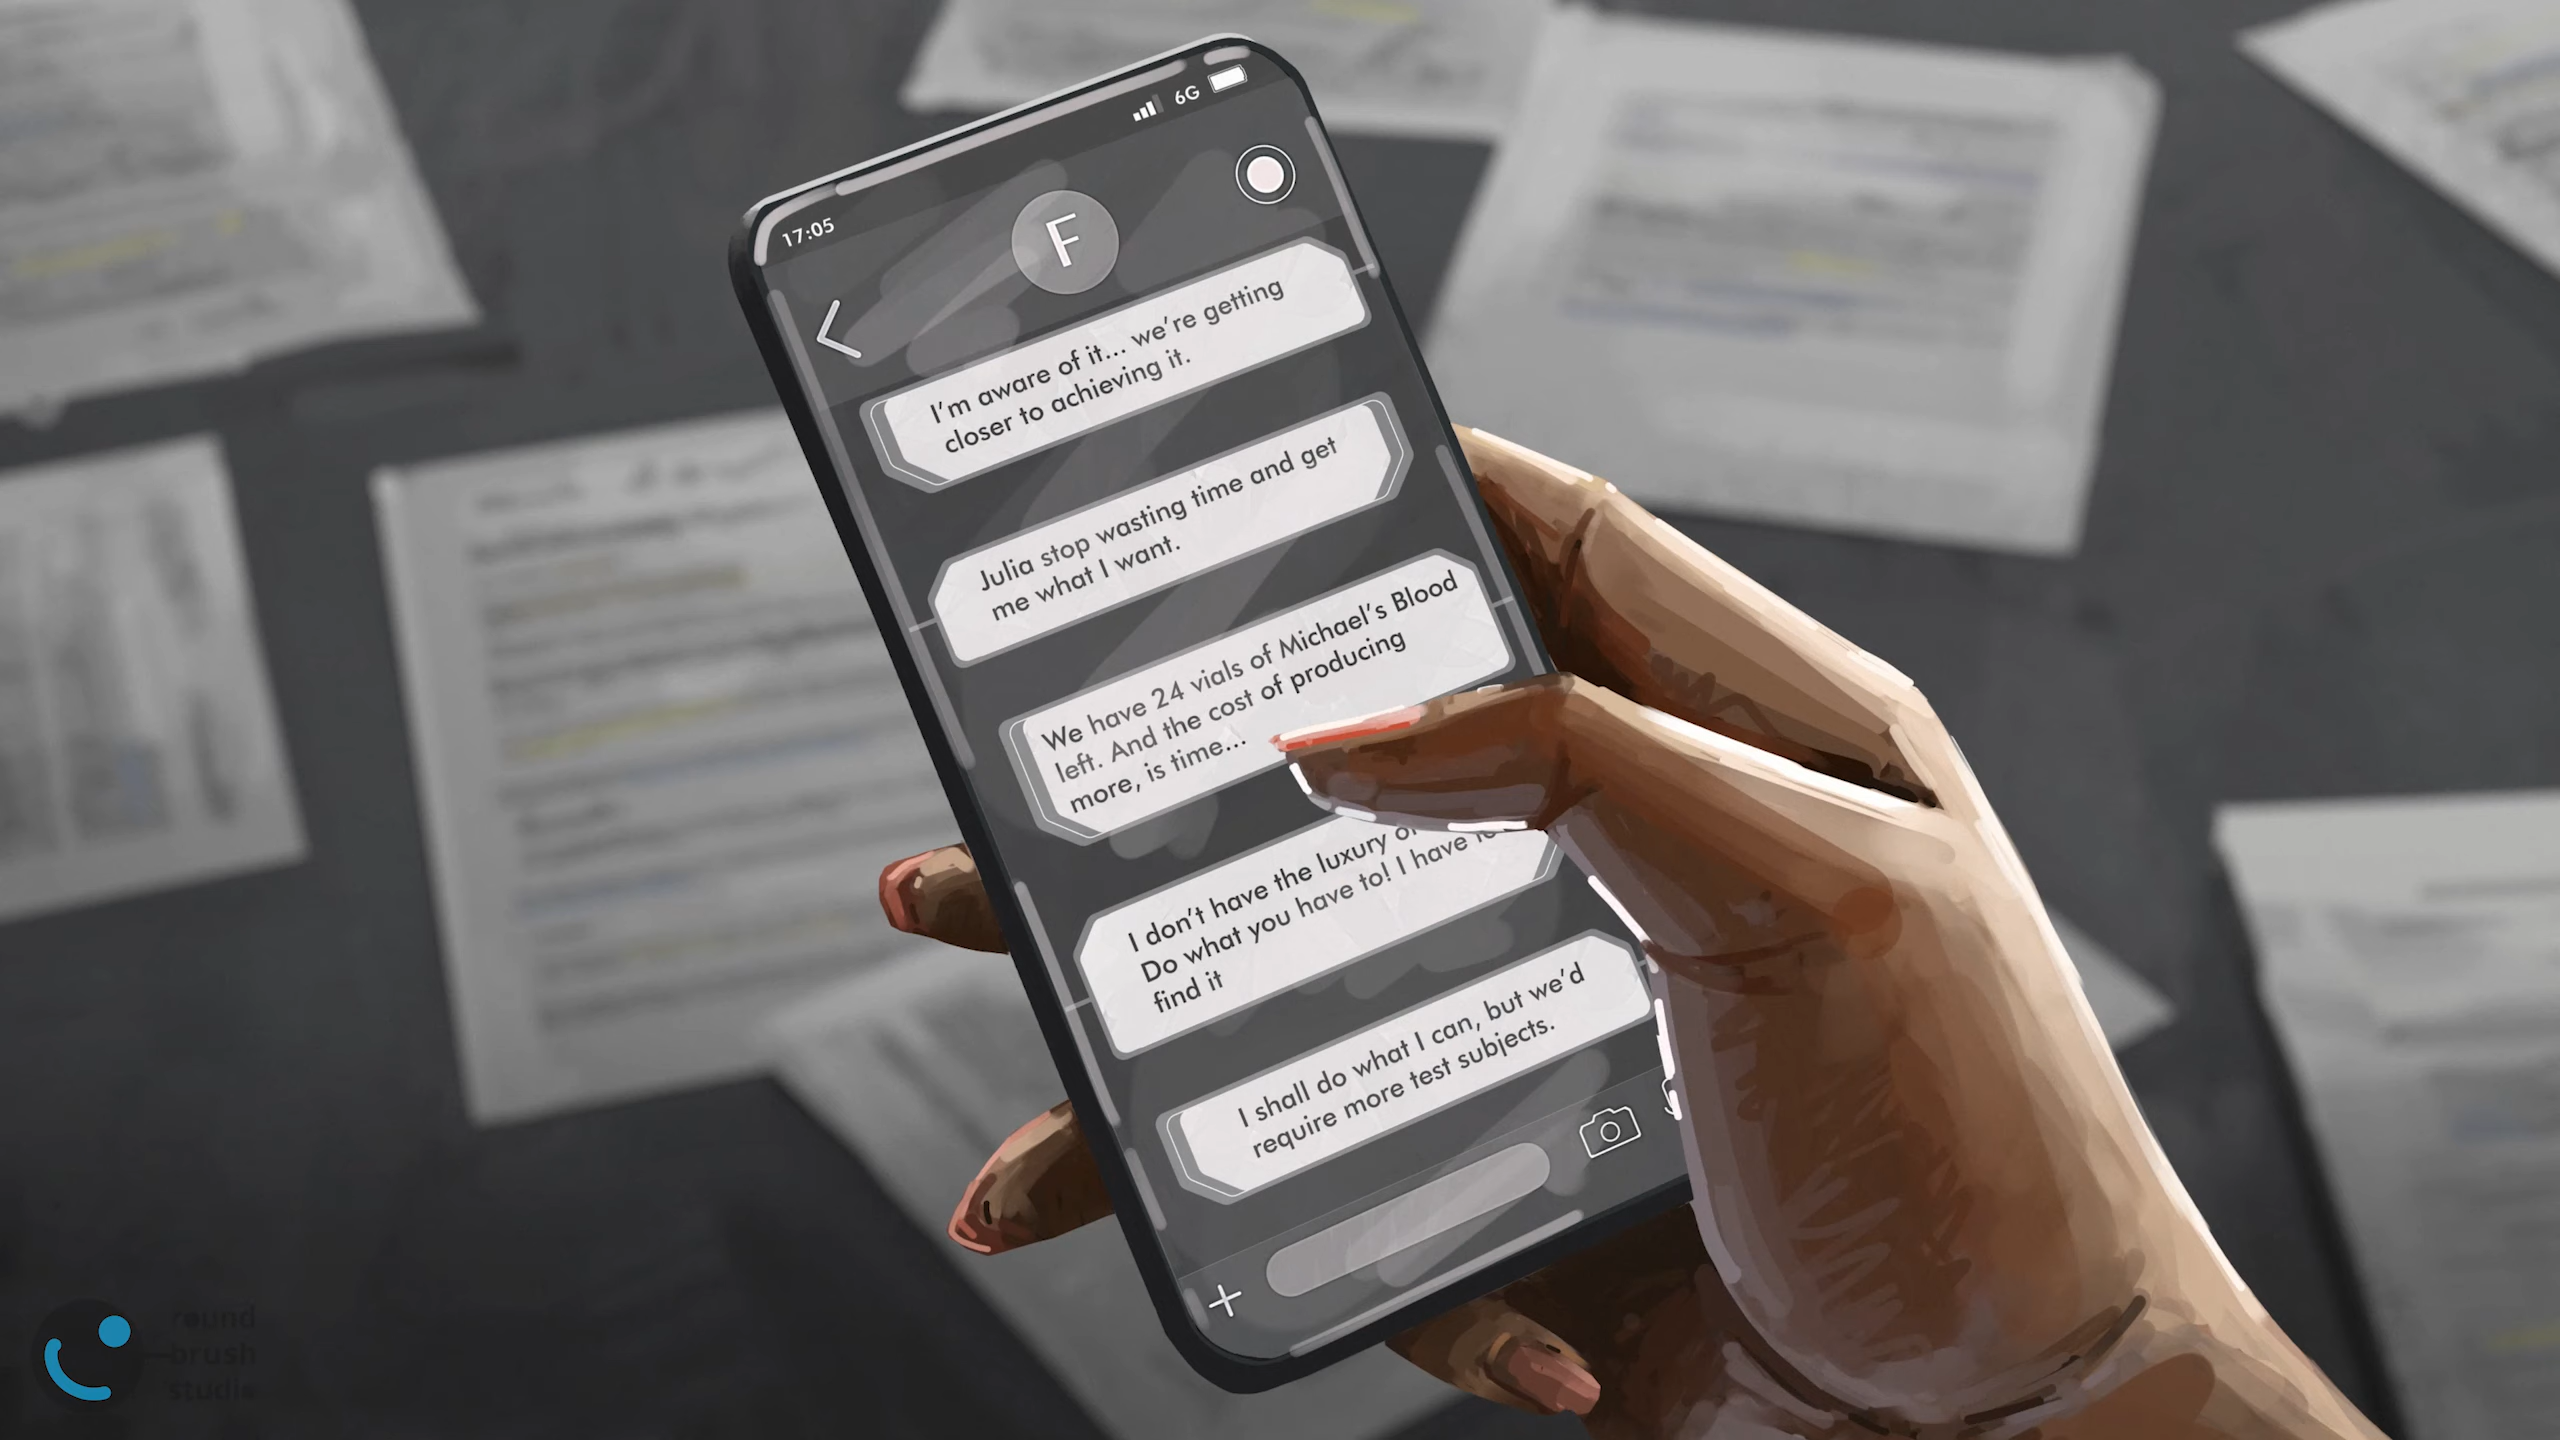 17:05
6G
F
I'm aware of it... we're getting
closer to achieving it.
Julia stop wasting time and get
me what I want.
We have 24 vials of Michael's Blood
left. And the cost of producing
more, is time...
I don't have the luxury
Do what you have to! I have
find it
I shall do what I can, but we'd
require more test subjects.
round
brush
studio